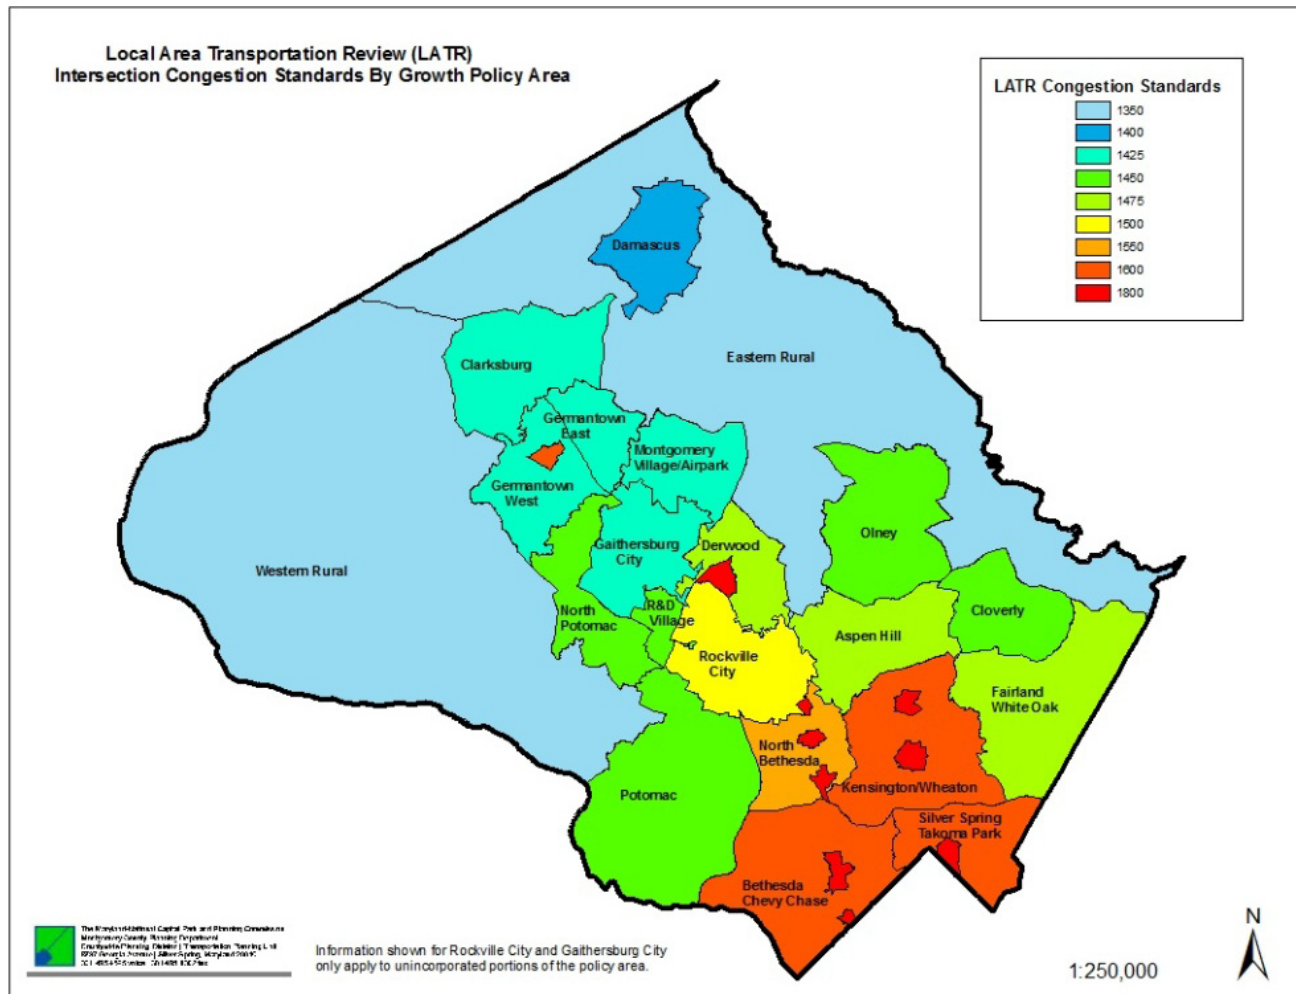 Local Area Transportation Review (LATR)
Intersection Congestion Standards By Growth Policy Area
LATR Congestion Standards
1350
1400
1425
1450
1475
1500
1550
1600
1800
Damascus
Eastern Rural
Clarksburg
Germantown
East
Montgomery
Village/Airpark
Germantown
West
Olney
Gaithersburg
City
Derwood
Western Rural
North
Potomac
R&D
Village
Cloverly
Aspen Hill
Rockville
City
Fairland
White Oak
North
Bethesda
Kensington/Wheaton
Potomac
Silver Spring
Takoma Park
Bethesda
Chevy Chase
The Maryland-National Capital Park and Planning Commission
Montgomery County Planning Department
Information shown for Rockville City and Gaithersburg City
only apply to unincorporated portions of the policy area.
1:250,000
N